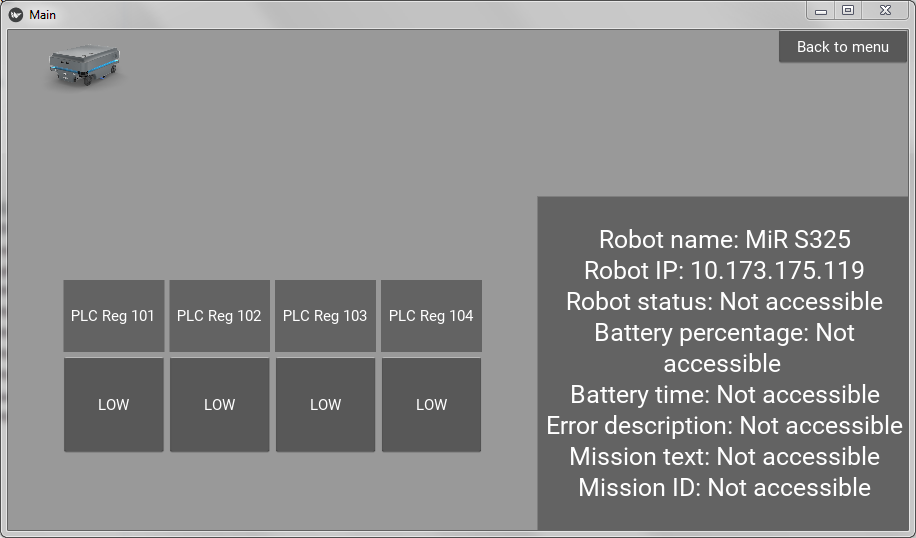 Main
Back to menu
Robot name: MiR S325
Robot IP: 10.173.175.119
Robot status: Not accessible
Battery percentage: Not
accessible
Battery time: Not accessible
Error description: Not accessible
Mission text: Not accessible
Mission ID: Not accessible
PLC Reg 101 PLC Reg 102 PLC Reg 103 PLC Reg 104
LOW LOW LOW LOW